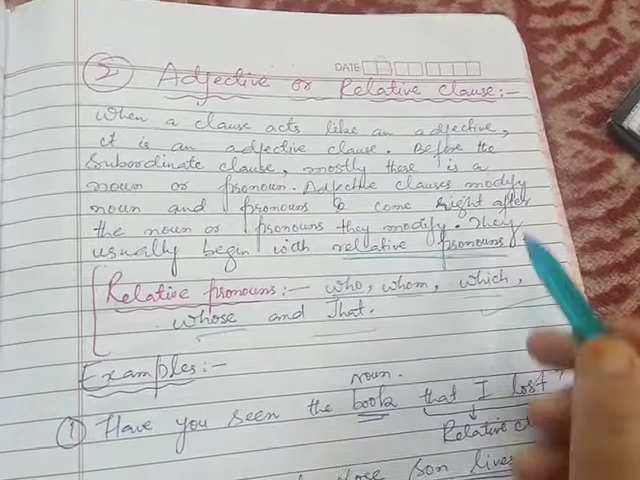 DATE
2 Adjective or Relative clause:-
When a clause acts like an adjective,
it is an adjective clause. Before the
Subordinate clause, mostly there is a
noun or pronoun. Adjective clauses modify
noun and pronouns & come right after
the noun or pronouns they modify. They
usually begin with rellative pronouns
Relative pronouns:- who, whom, which,
whose and That.
Examples:-
noun.
1 Have you seen the book that I lost?
Relative
son lives